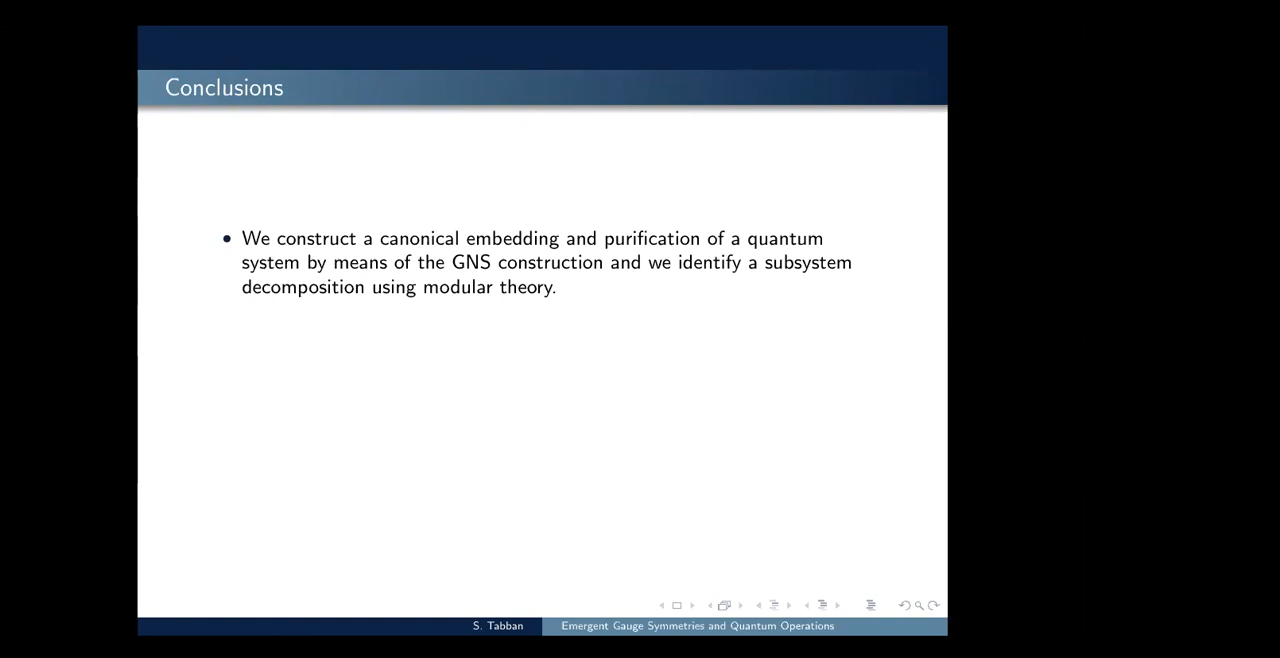 Conclusions
• We construct a canonical embedding and purification of a quantum
system by means of the GNS construction and we identify a subsystem
decomposition using modular theory.
S. Tabban
Emergent Gauge Symmetries and Quantum Operations